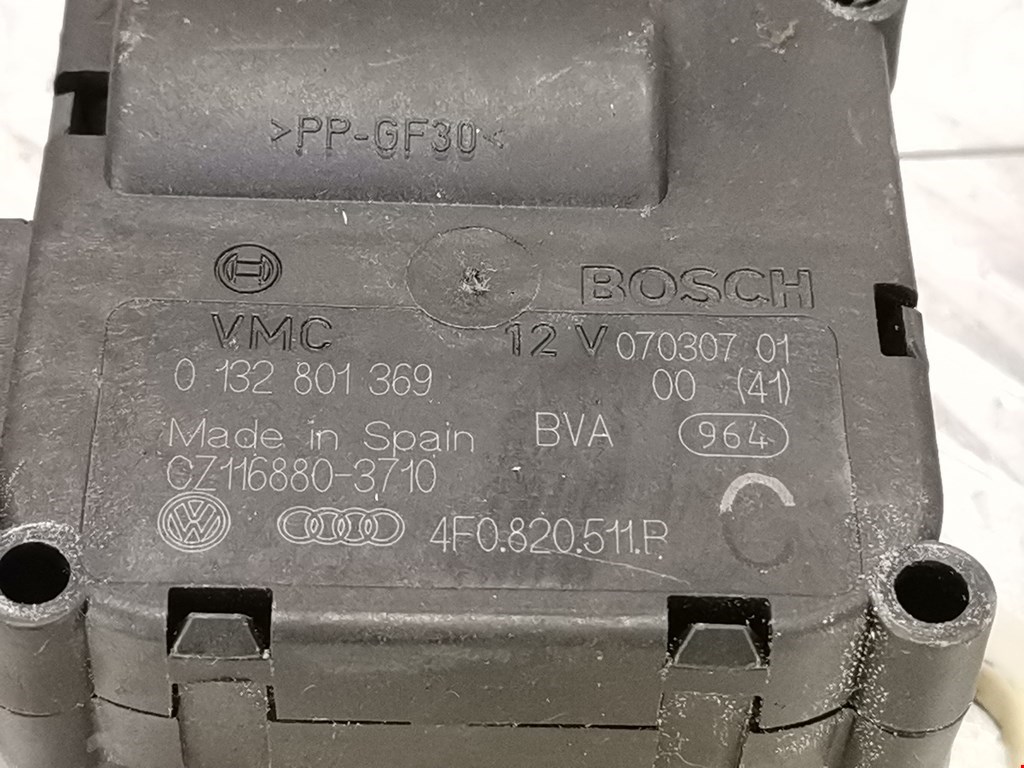 >PP-GF30<
BOSCH
VMC 12 V 070307 01
0 132 801 369 00 (41)
Made in Spain BVA 964
CZ116880-3710
4F0.820.511.P